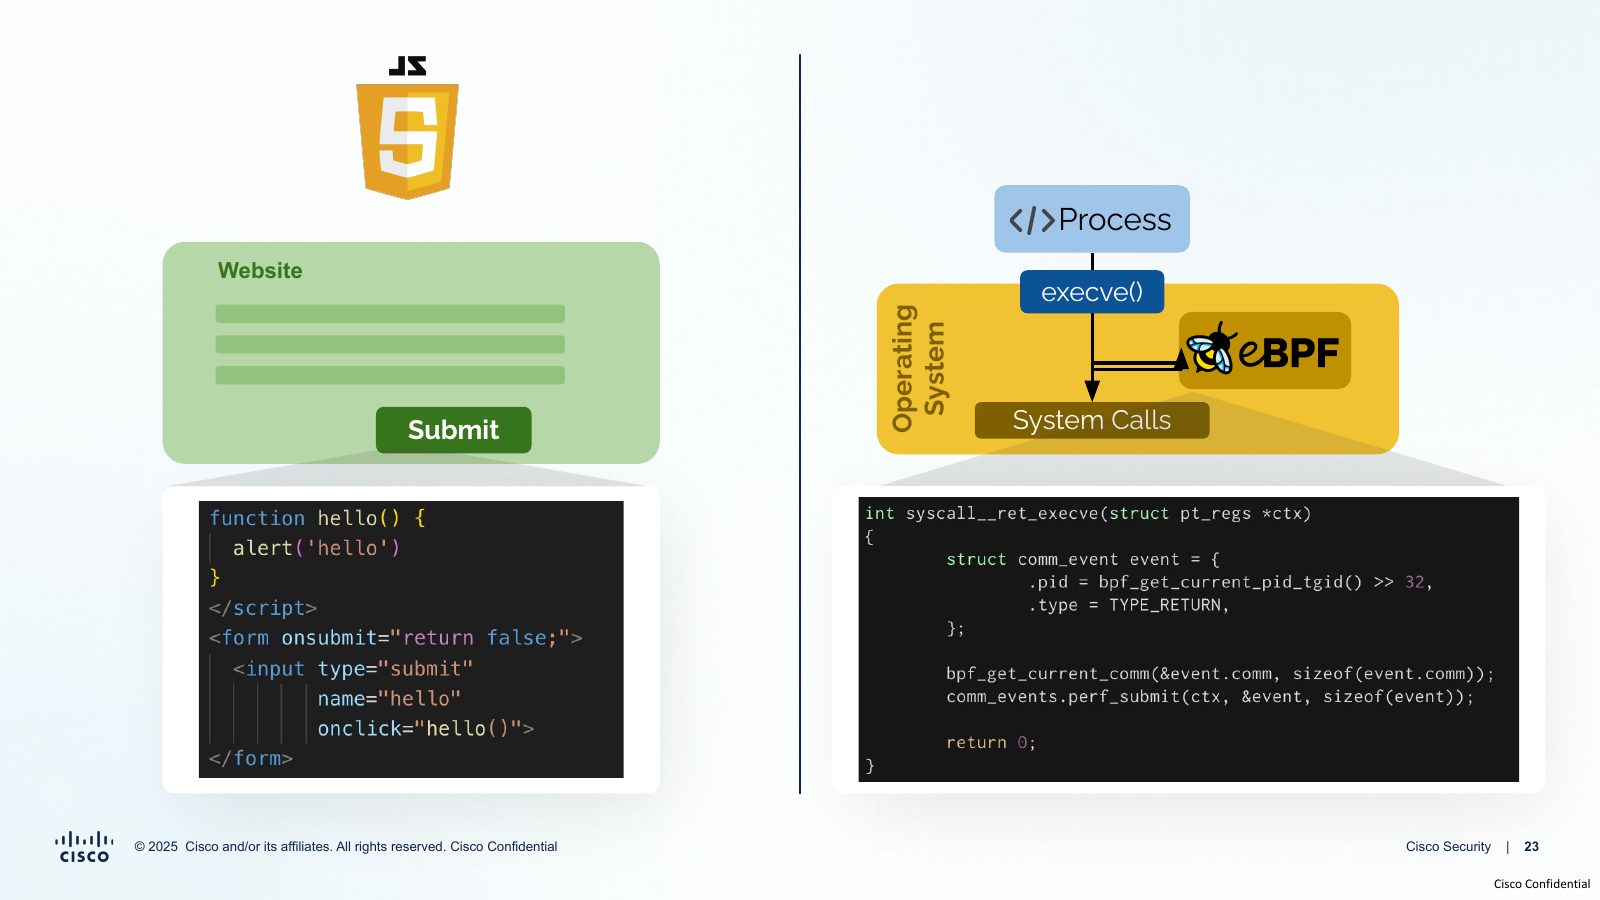 JS
5
Website
Submit
function hello() {
  alert('hello')
}
</script>
<form onsubmit="return false;">
  <input type="submit"
         name="hello"
         onclick="hello()">
</form>
</>Process
execve()
Operating
System
eBPF
System Calls
int syscall__ret_execve(struct pt_regs *ctx)
{
        struct comm_event event = {
                .pid = bpf_get_current_pid_tgid() >> 32,
                .type = TYPE_RETURN,
        };

        bpf_get_current_comm(&event.comm, sizeof(event.comm));
        comm_events.perf_submit(ctx, &event, sizeof(event));

        return 0;
}
CISCO
© 2025 Cisco and/or its affiliates. All rights reserved. Cisco Confidential
Cisco Security | 23
Cisco Confidential